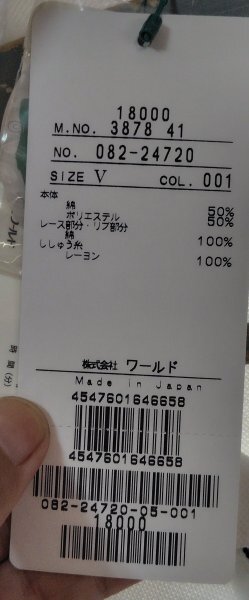 18000
M.NO. 3878 41
NO. 082-24720
SIZE V COL. 001
本体
綿 50%
ポリエステル 50%
レース部分・リブ部分
綿 100%
ししゅう糸
レーヨン 100%
株式会社 ワールド
Made in Japan
4547601646658
4547601646658
082-24720-05-001
18000